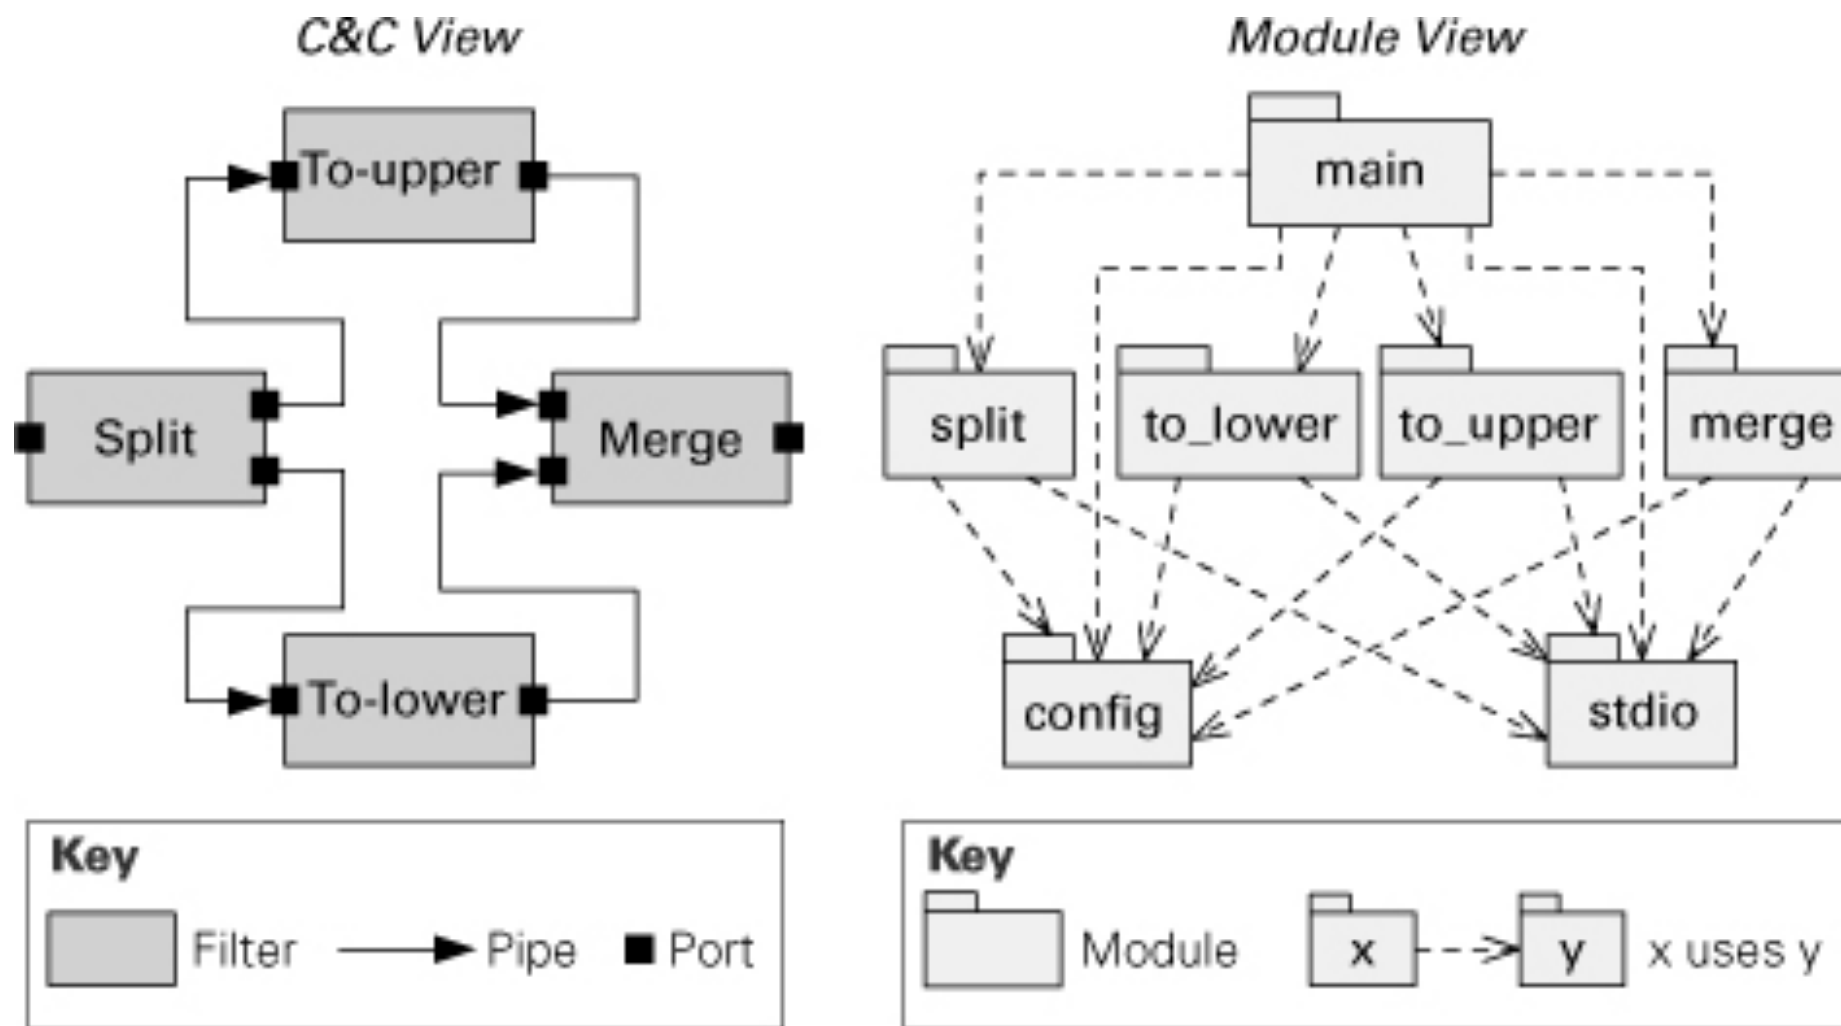 C&C View
To-upper
Split
Merge
To-lower
Key
Filter
Pipe
Port
Module View
main
split
to_lower
to_upper
merge
config
stdio
Key
Module
x
y
x uses y